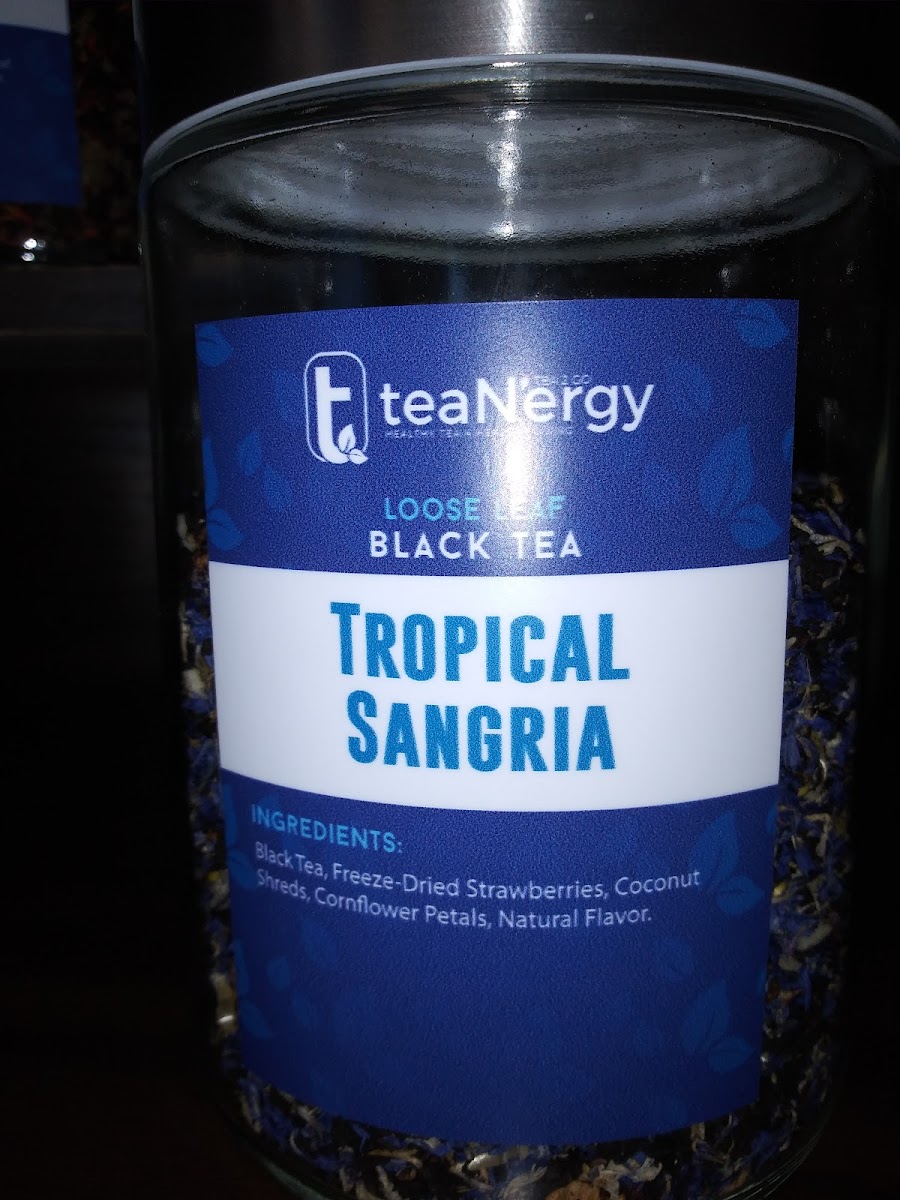 t
teaN'ergy
LOOSE LEAF
BLACK TEA
TROPICAL
SANGRIA
INGREDIENTS:
Black Tea, Freeze-Dried Strawberries, Coconut
Shreds, Cornflower Petals, Natural Flavor.